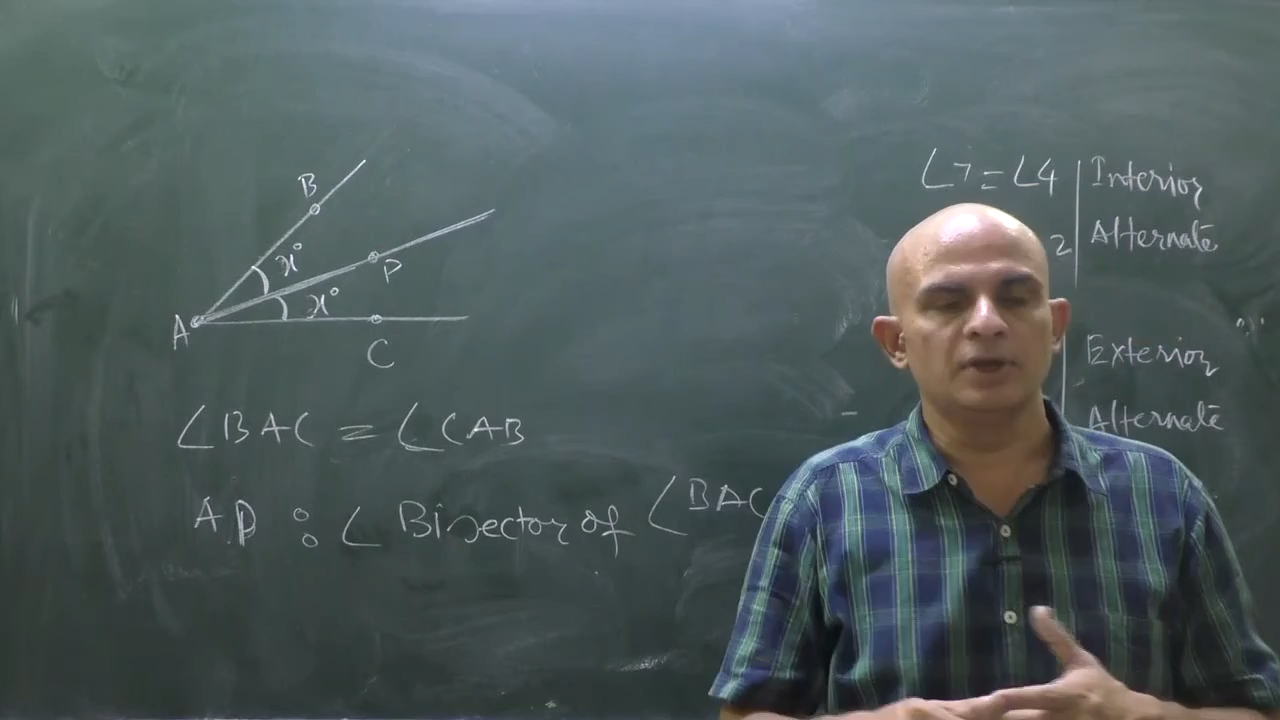 B
x°
P
x°
A
C
∠BAC = ∠CAB
AP : ∠ Bisector of ∠BAC
∠7 = ∠4 Interior
2 Alternate
Exterior
Alternate